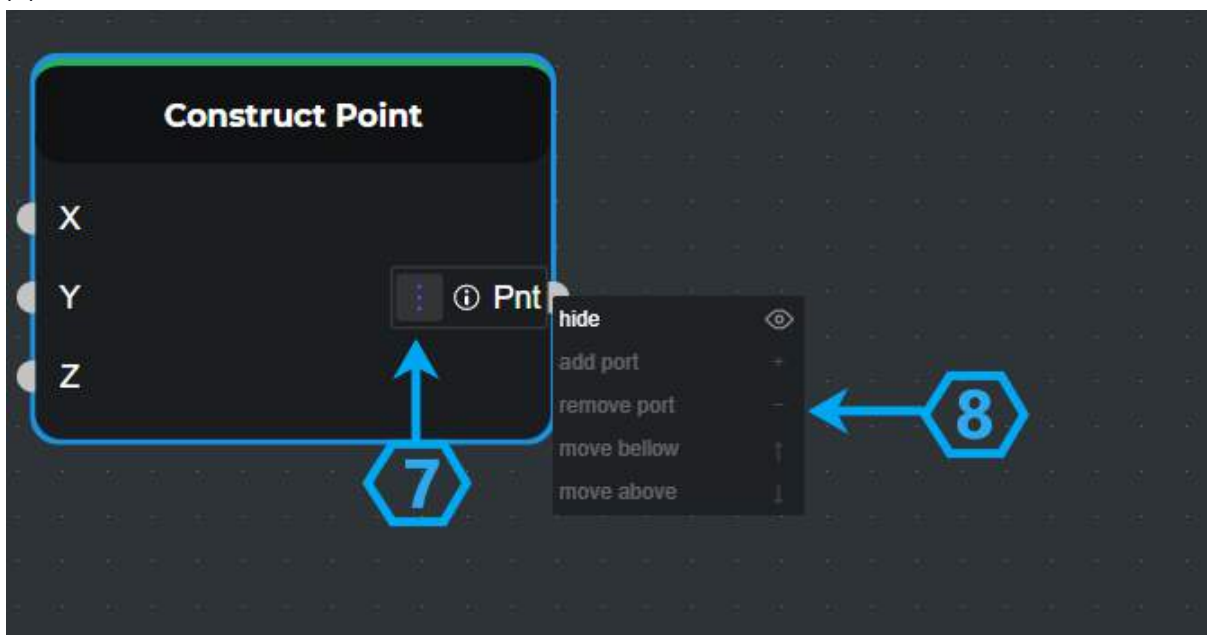 Construct Point
X
Y
Pnt
Z
hide
add port
remove port
move bellow
move above
7
8